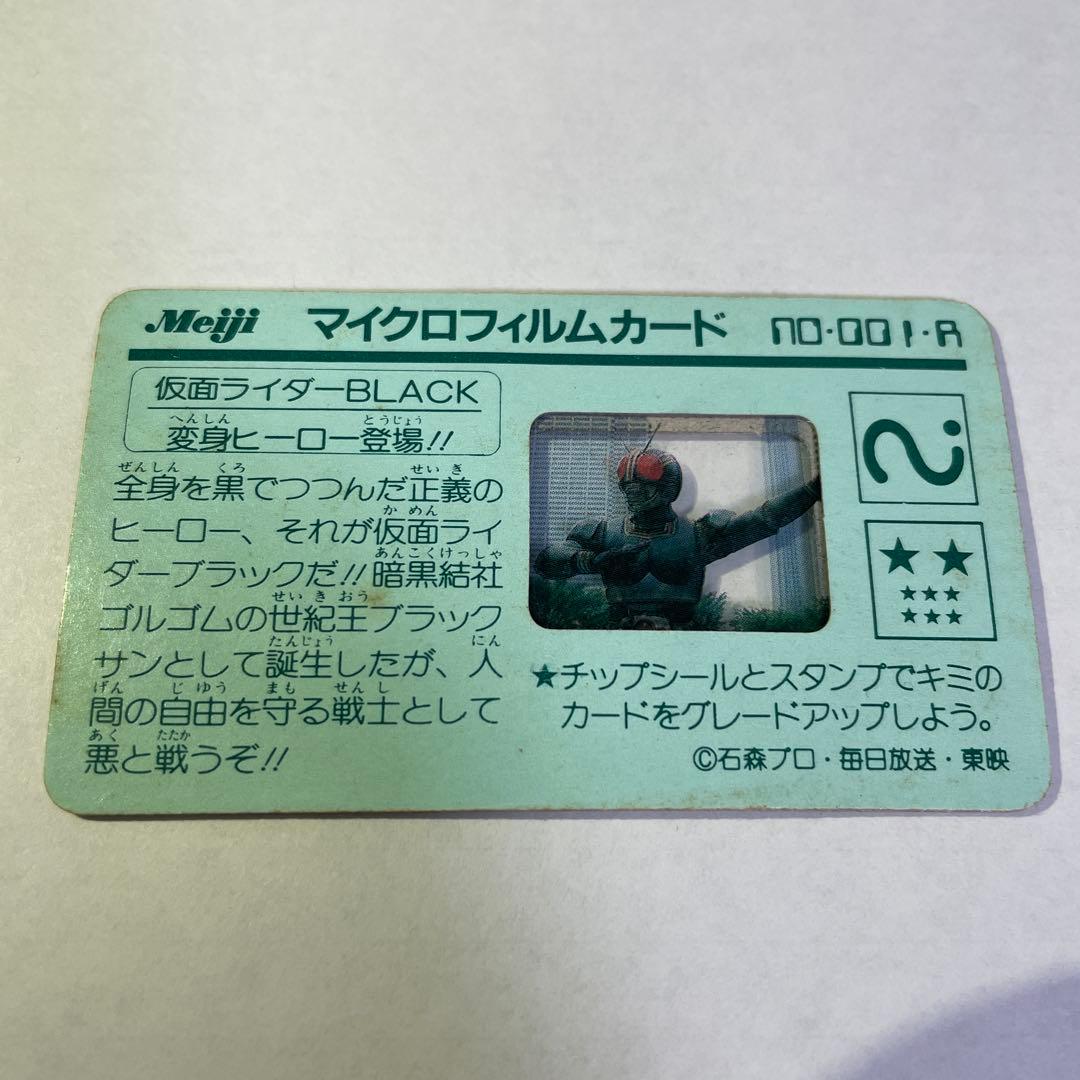 Meiji マイクロフィルムカード NO・001・A
仮面ライダーBLACK
へんしん とうじょう
変身ヒーロー登場!!
ぜんしん くろ せいぎ
全身を黒でつつんだ正義の
かめん
ヒーロー、それが仮面ライ
あんこくけっしゃ
ダーブラックだ!!暗黒結社
せいきおう
ゴルゴムの世紀王ブラック
たんじょう にん
サンとして誕生したが、人
げん じゆう まも せんし
間の自由を守る戦士として
あく たたか
悪と戦うぞ!!
?
★★
★★★
★★★
★チップシールとスタンプでキミの
カードをグレードアップしよう。
©石森プロ・毎日放送・東映